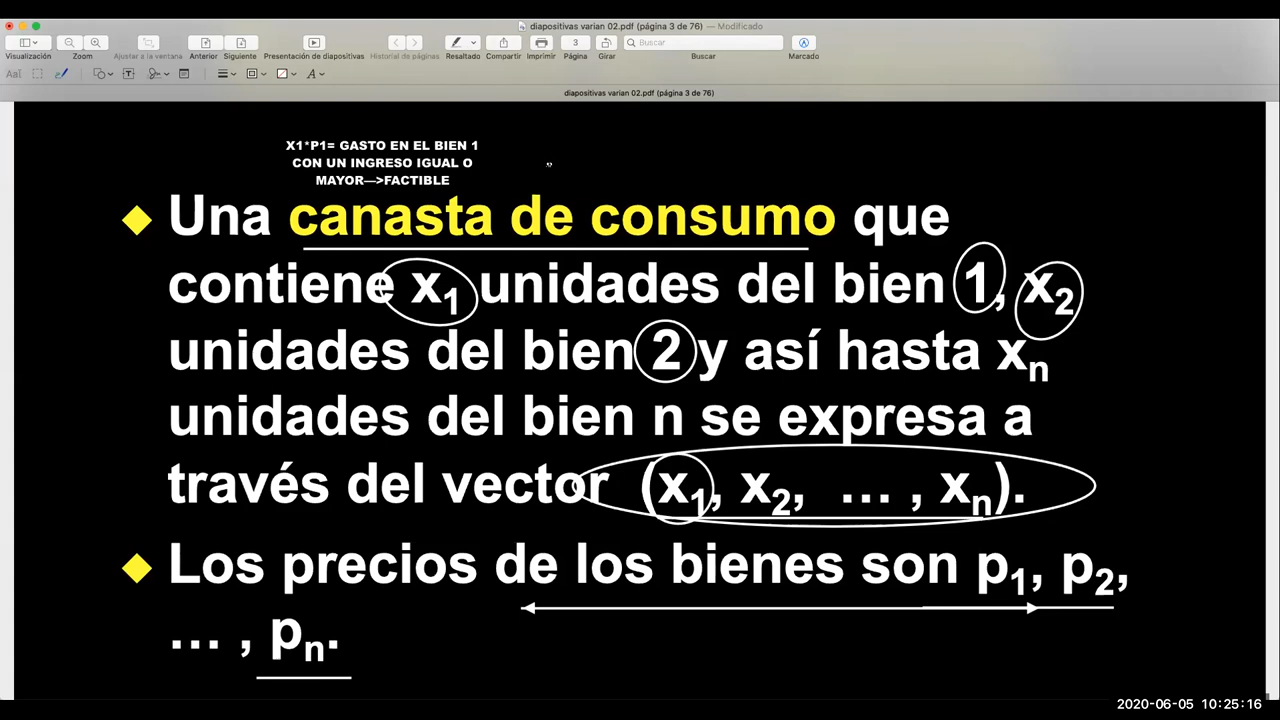 diapositivas varian 02.pdf (página 3 de 76) — Modificado
3
Buscar
Visualización Zoom Ajustar a la ventana Anterior Siguiente Presentación de diapositivas Historial de páginas Resaltado Compartir Imprimir Página Girar Buscar Marcado
diapositivas varian 02.pdf (página 3 de 76)
X1*P1= GASTO EN EL BIEN 1
CON UN INGRESO IGUAL O
MAYOR—>FACTIBLE
Una canasta de consumo que
contiene x₁ unidades del bien 1, x₂
unidades del bien 2 y así hasta xₙ
unidades del bien n se expresa a
través del vector (x₁, x₂, … , xₙ).
Los precios de los bienes son p₁, p₂,
… , pₙ.
2020-06-05 10:25:16